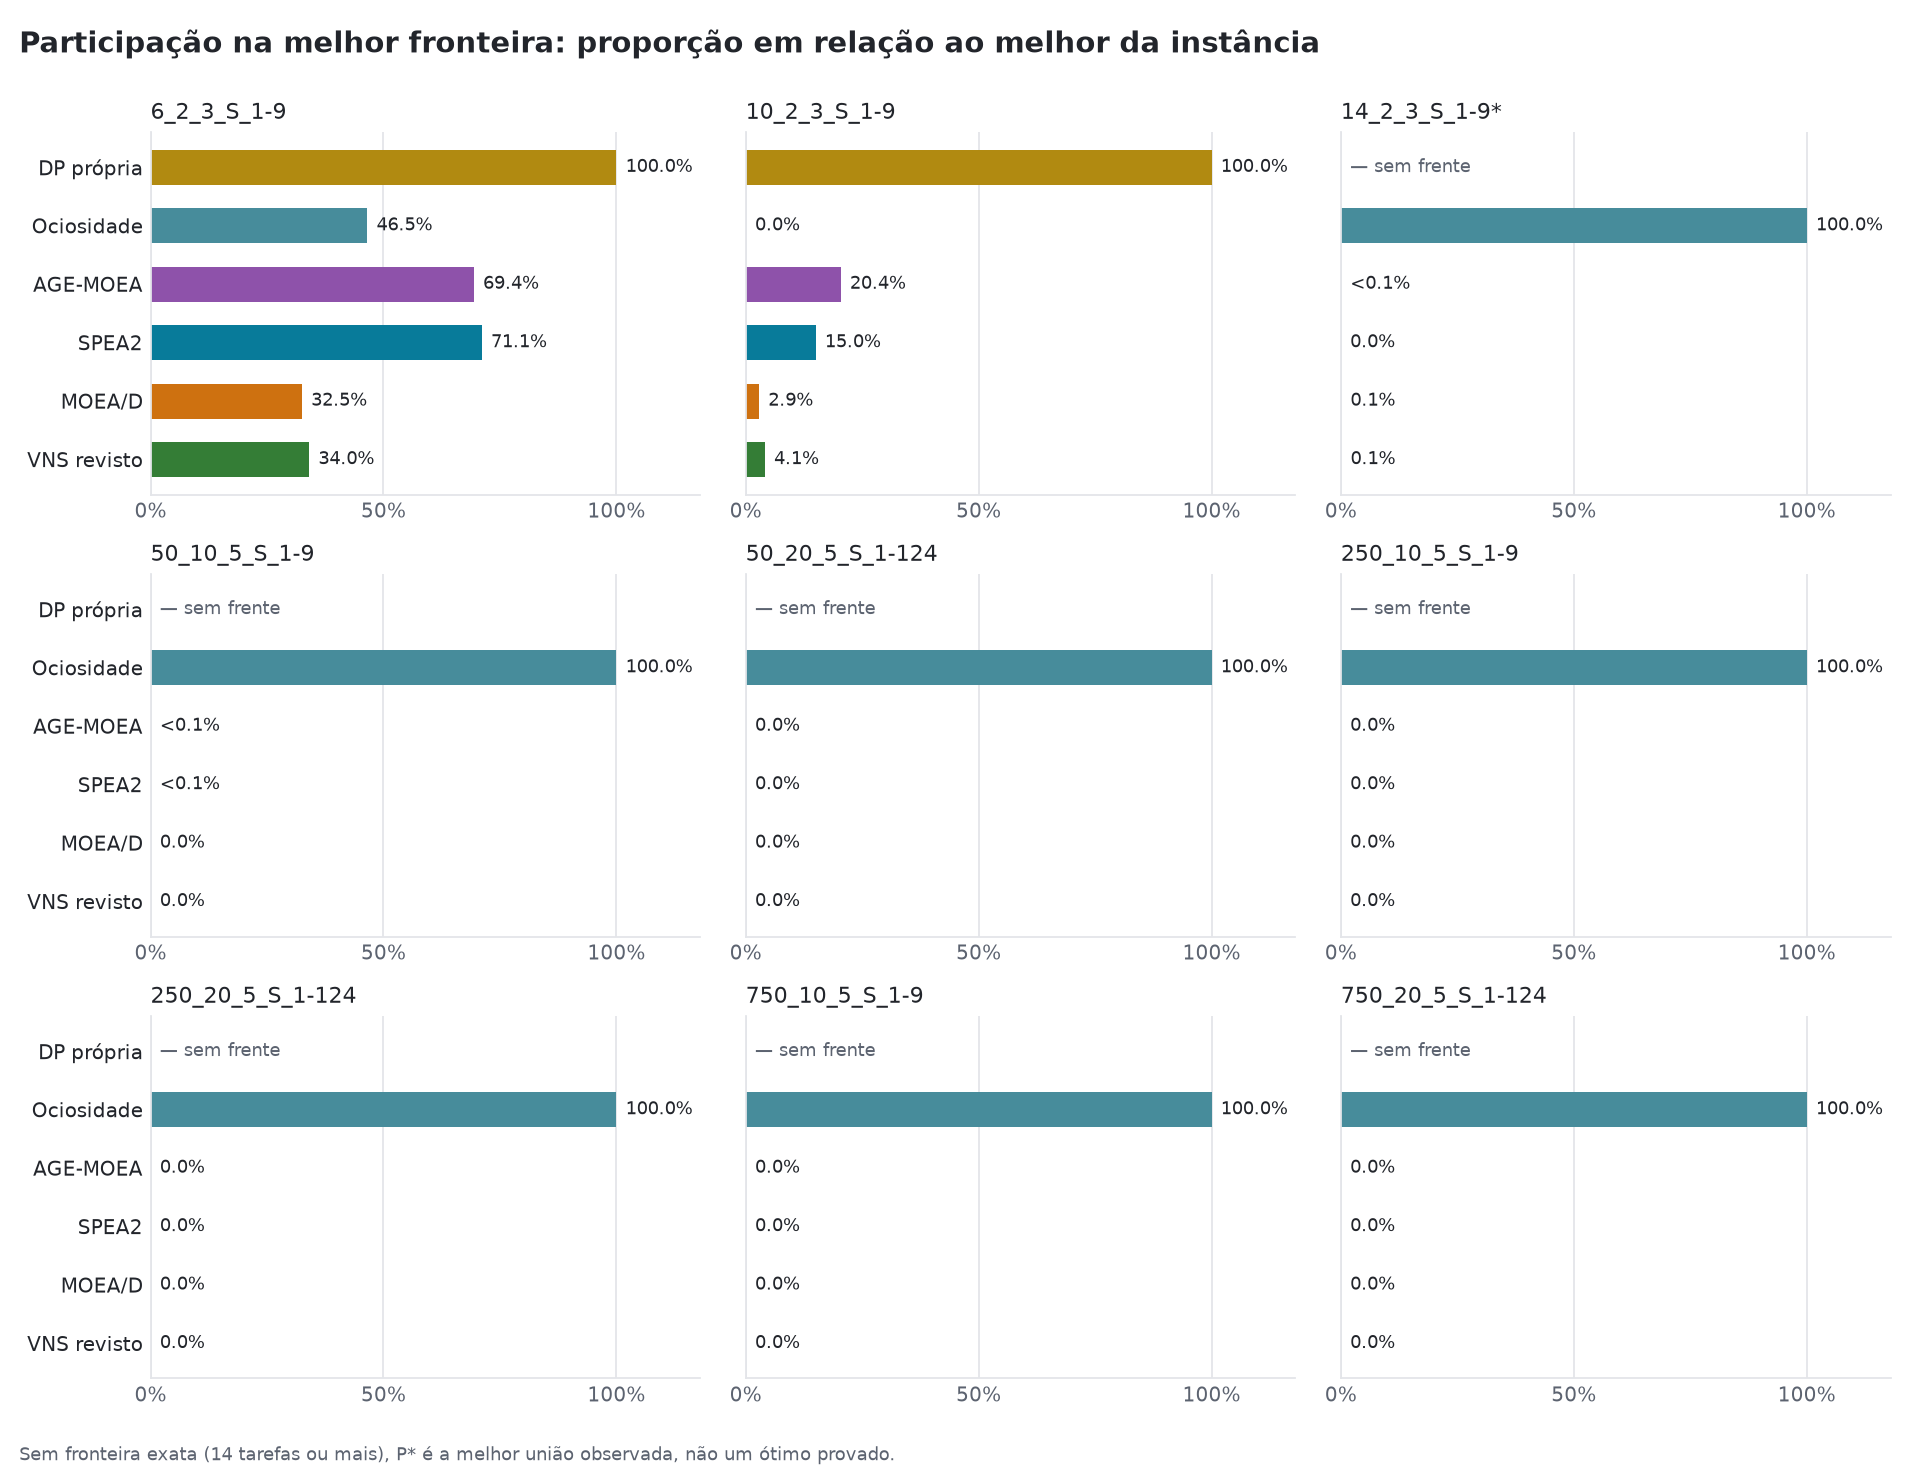 Participação na melhor fronteira: proporção em relação ao melhor da instância
6_2_3_S_1-9
DP própria 100.0%
Ociosidade 46.5%
AGE-MOEA 69.4%
SPEA2 71.1%
MOEA/D 32.5%
VNS revisto 34.0%
0% 50% 100%
10_2_3_S_1-9
100.0%
0.0%
20.4%
15.0%
2.9%
4.1%
0% 50% 100%
14_2_3_S_1-9*
— sem frente
100.0%
<0.1%
0.0%
0.1%
0.1%
0% 50% 100%
50_10_5_S_1-9
DP própria — sem frente
Ociosidade 100.0%
AGE-MOEA <0.1%
SPEA2 <0.1%
MOEA/D 0.0%
VNS revisto 0.0%
0% 50% 100%
50_20_5_S_1-124
— sem frente
100.0%
0.0%
0.0%
0.0%
0.0%
0% 50% 100%
250_10_5_S_1-9
— sem frente
100.0%
0.0%
0.0%
0.0%
0.0%
0% 50% 100%
250_20_5_S_1-124
DP própria — sem frente
Ociosidade 100.0%
AGE-MOEA 0.0%
SPEA2 0.0%
MOEA/D 0.0%
VNS revisto 0.0%
0% 50% 100%
750_10_5_S_1-9
— sem frente
100.0%
0.0%
0.0%
0.0%
0.0%
0% 50% 100%
750_20_5_S_1-124
— sem frente
100.0%
0.0%
0.0%
0.0%
0.0%
0% 50% 100%
Sem fronteira exata (14 tarefas ou mais), P* é a melhor união observada, não um ótimo provado.